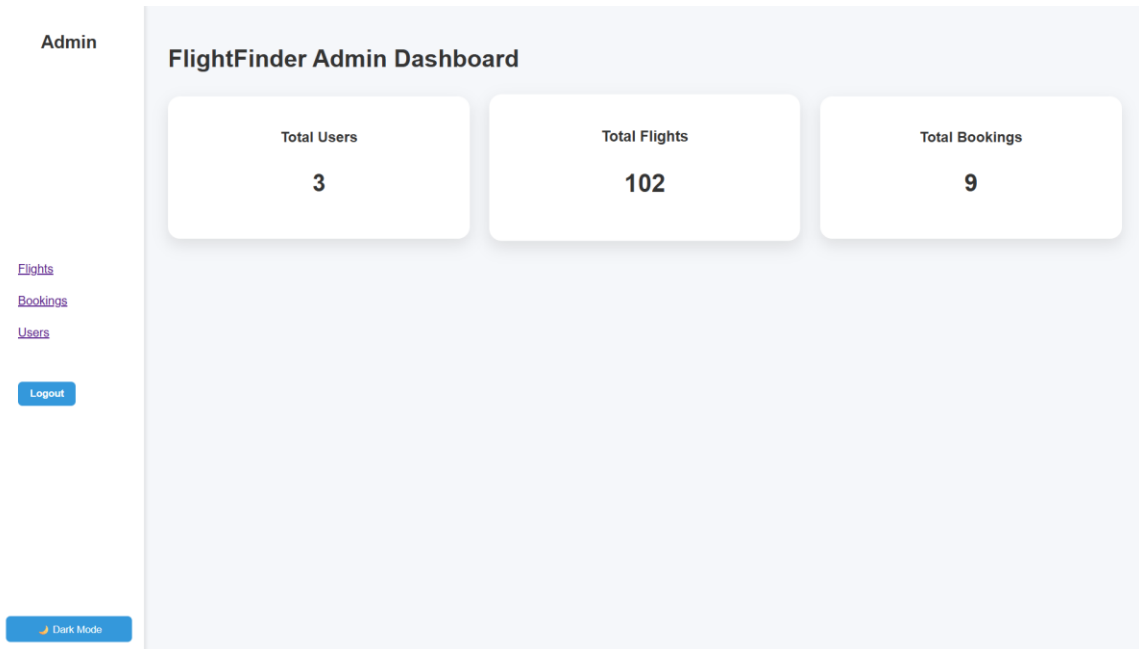 Admin
Flights
Bookings
Users
Logout
🌙 Dark Mode
FlightFinder Admin Dashboard
Total Users
3
Total Flights
102
Total Bookings
9